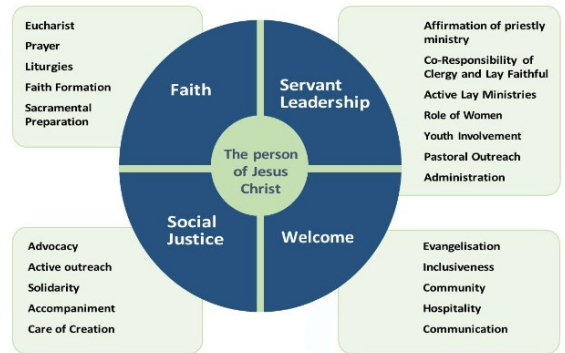 Eucharist
Prayer
Liturgies
Faith Formation
Sacramental
Preparation
Faith
Servant
Leadership
Affirmation of priestly
ministry
Co-Responsibility of
Clergy and Lay Faithful
Active Lay Ministries
Role of Women
Youth Involvement
Pastoral Outreach
Administration
The person
of Jesus
Christ
Social
Justice
Welcome
Advocacy
Active outreach
Solidarity
Accompaniment
Care of Creation
Evangelisation
Inclusiveness
Community
Hospitality
Communication